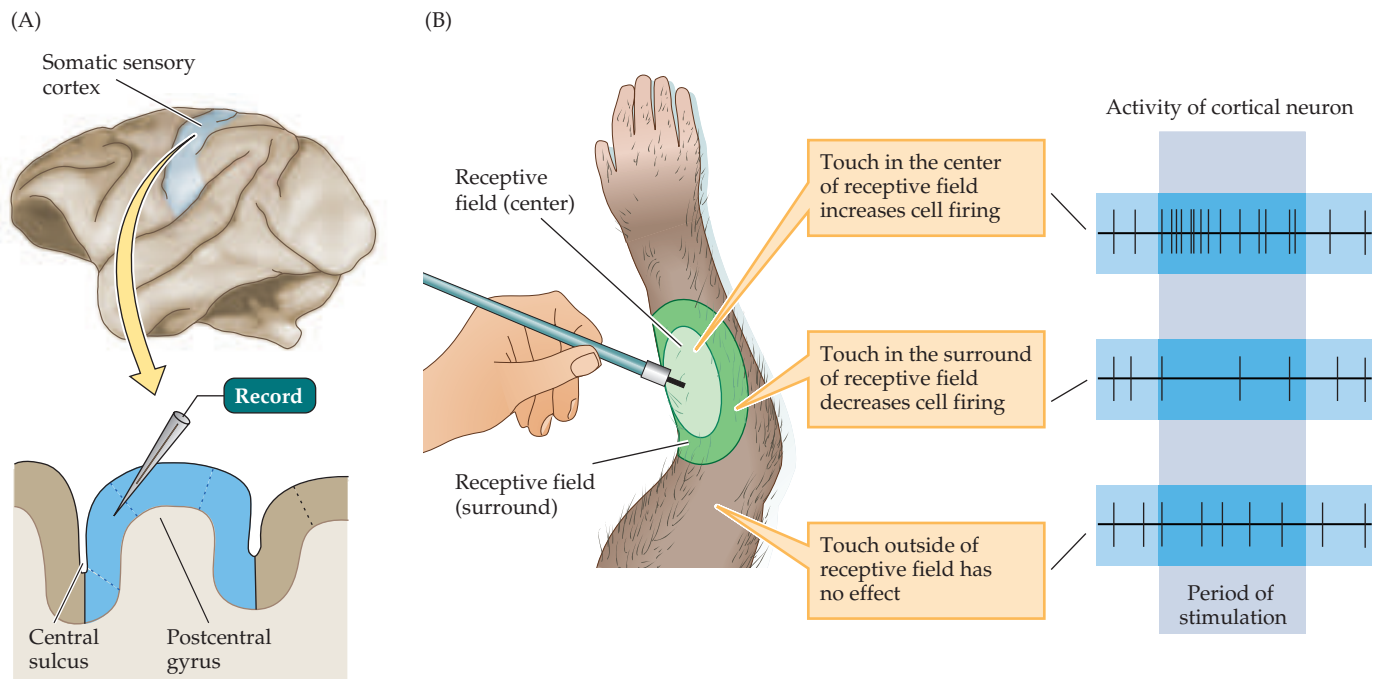 (A)
Somatic sensory
cortex
Record
Central
sulcus
Postcentral
gyrus
(B)
Receptive
field (center)
Receptive field
(surround)
Touch in the center
of receptive field
increases cell firing
Touch in the surround
of receptive field
decreases cell firing
Touch outside of
receptive field has
no effect
Activity of cortical neuron
Period of
stimulation